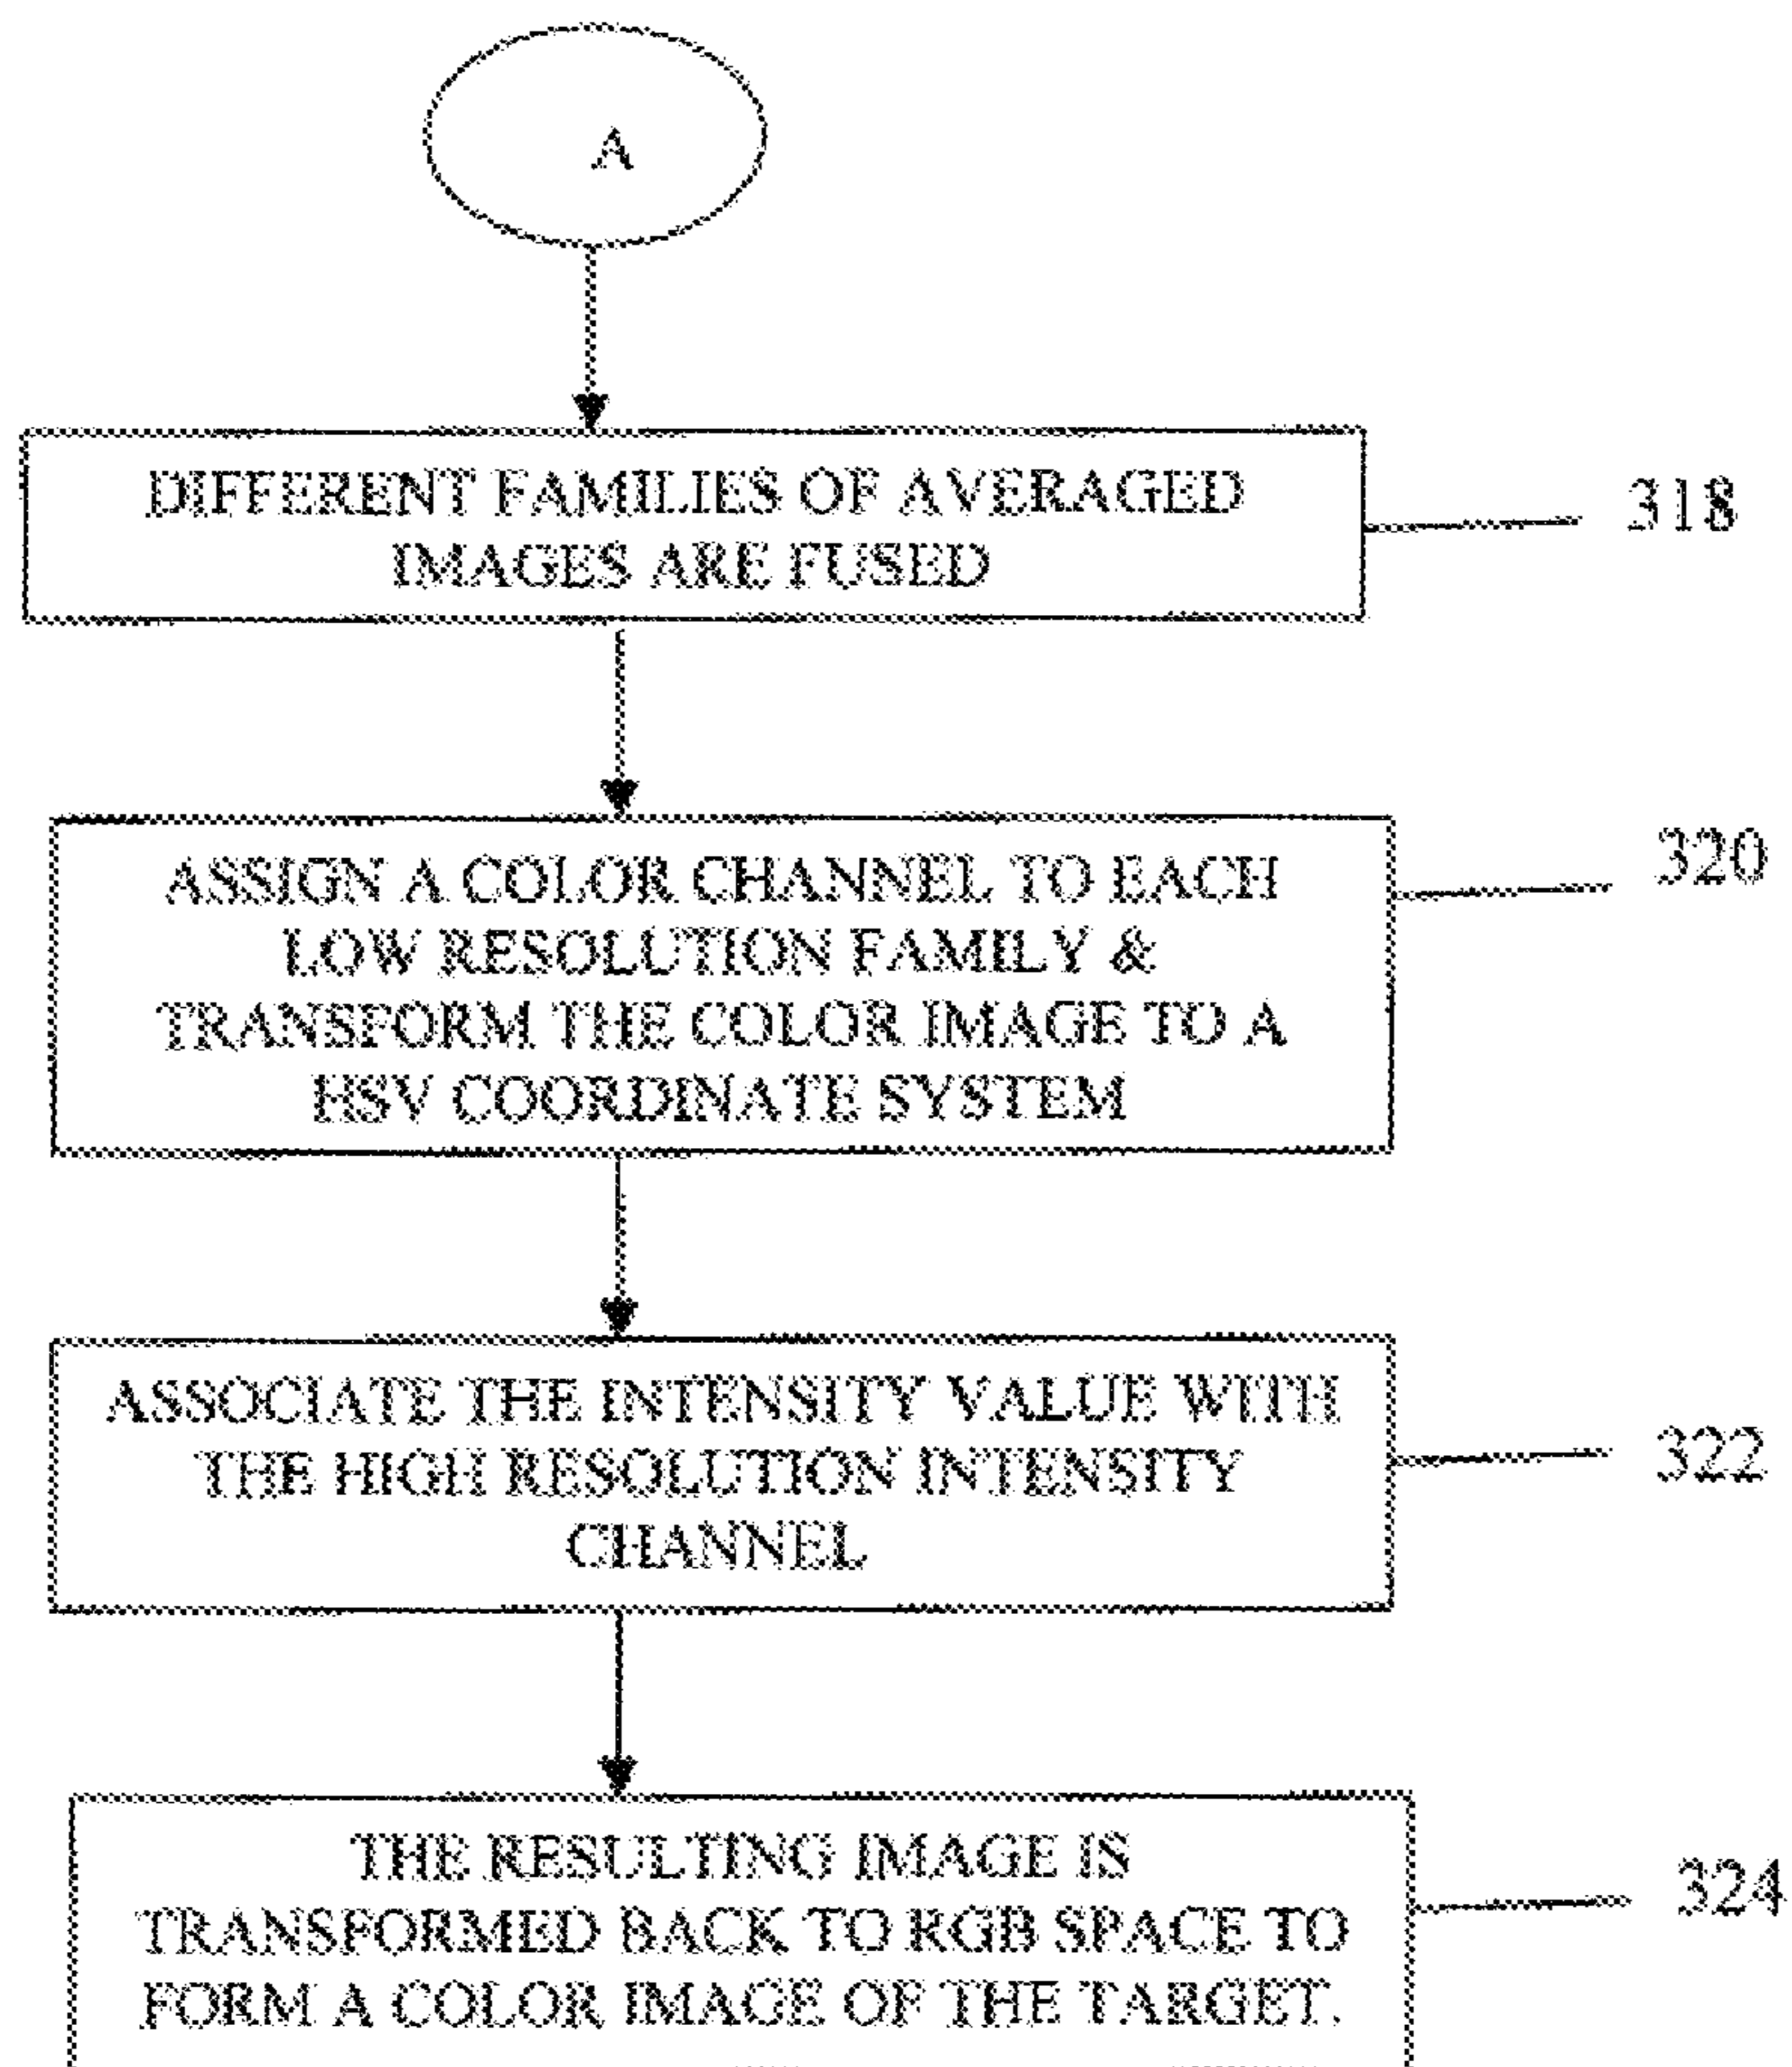 A
DIFFERENT FAMILIES OF AVERAGED
IMAGES ARE FUSED
318
ASSIGN A COLOR CHANNEL TO EACH
LOW RESOLUTION FAMILY &
TRANSFORM THE COLOR IMAGE TO A
HSV COORDINATE SYSTEM
320
ASSOCIATE THE INTENSITY VALUE WITH
THE HIGH RESOLUTION INTENSITY
CHANNEL
322
THE RESULTING IMAGE IS
TRANSFORMED BACK TO RGB SPACE TO
FORM A COLOR IMAGE OF THE TARGET.
324